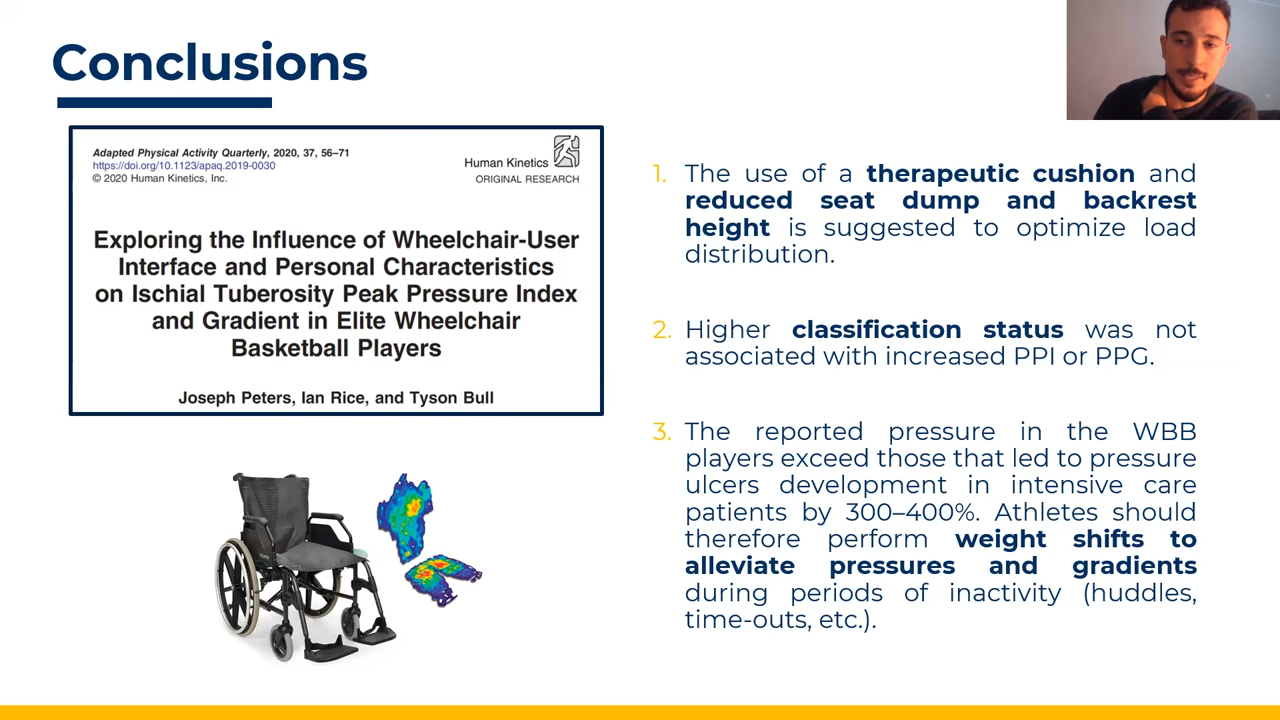 Conclusions
Adapted Physical Activity Quarterly, 2020, 37, 56–71
https://doi.org/10.1123/apaq.2019-0030
© 2020 Human Kinetics, Inc.
Human Kinetics
ORIGINAL RESEARCH
Exploring the Influence of Wheelchair-User
Interface and Personal Characteristics
on Ischial Tuberosity Peak Pressure Index
and Gradient in Elite Wheelchair
Basketball Players
Joseph Peters, Ian Rice, and Tyson Bull
1. The use of a therapeutic cushion and
reduced seat dump and backrest
height is suggested to optimize load
distribution.
2. Higher classification status was not
associated with increased PPI or PPG.
3. The reported pressure in the WBB
players exceed those that led to pressure
ulcers development in intensive care
patients by 300–400%. Athletes should
therefore perform weight shifts to
alleviate pressures and gradients
during periods of inactivity (huddles,
time-outs, etc.).